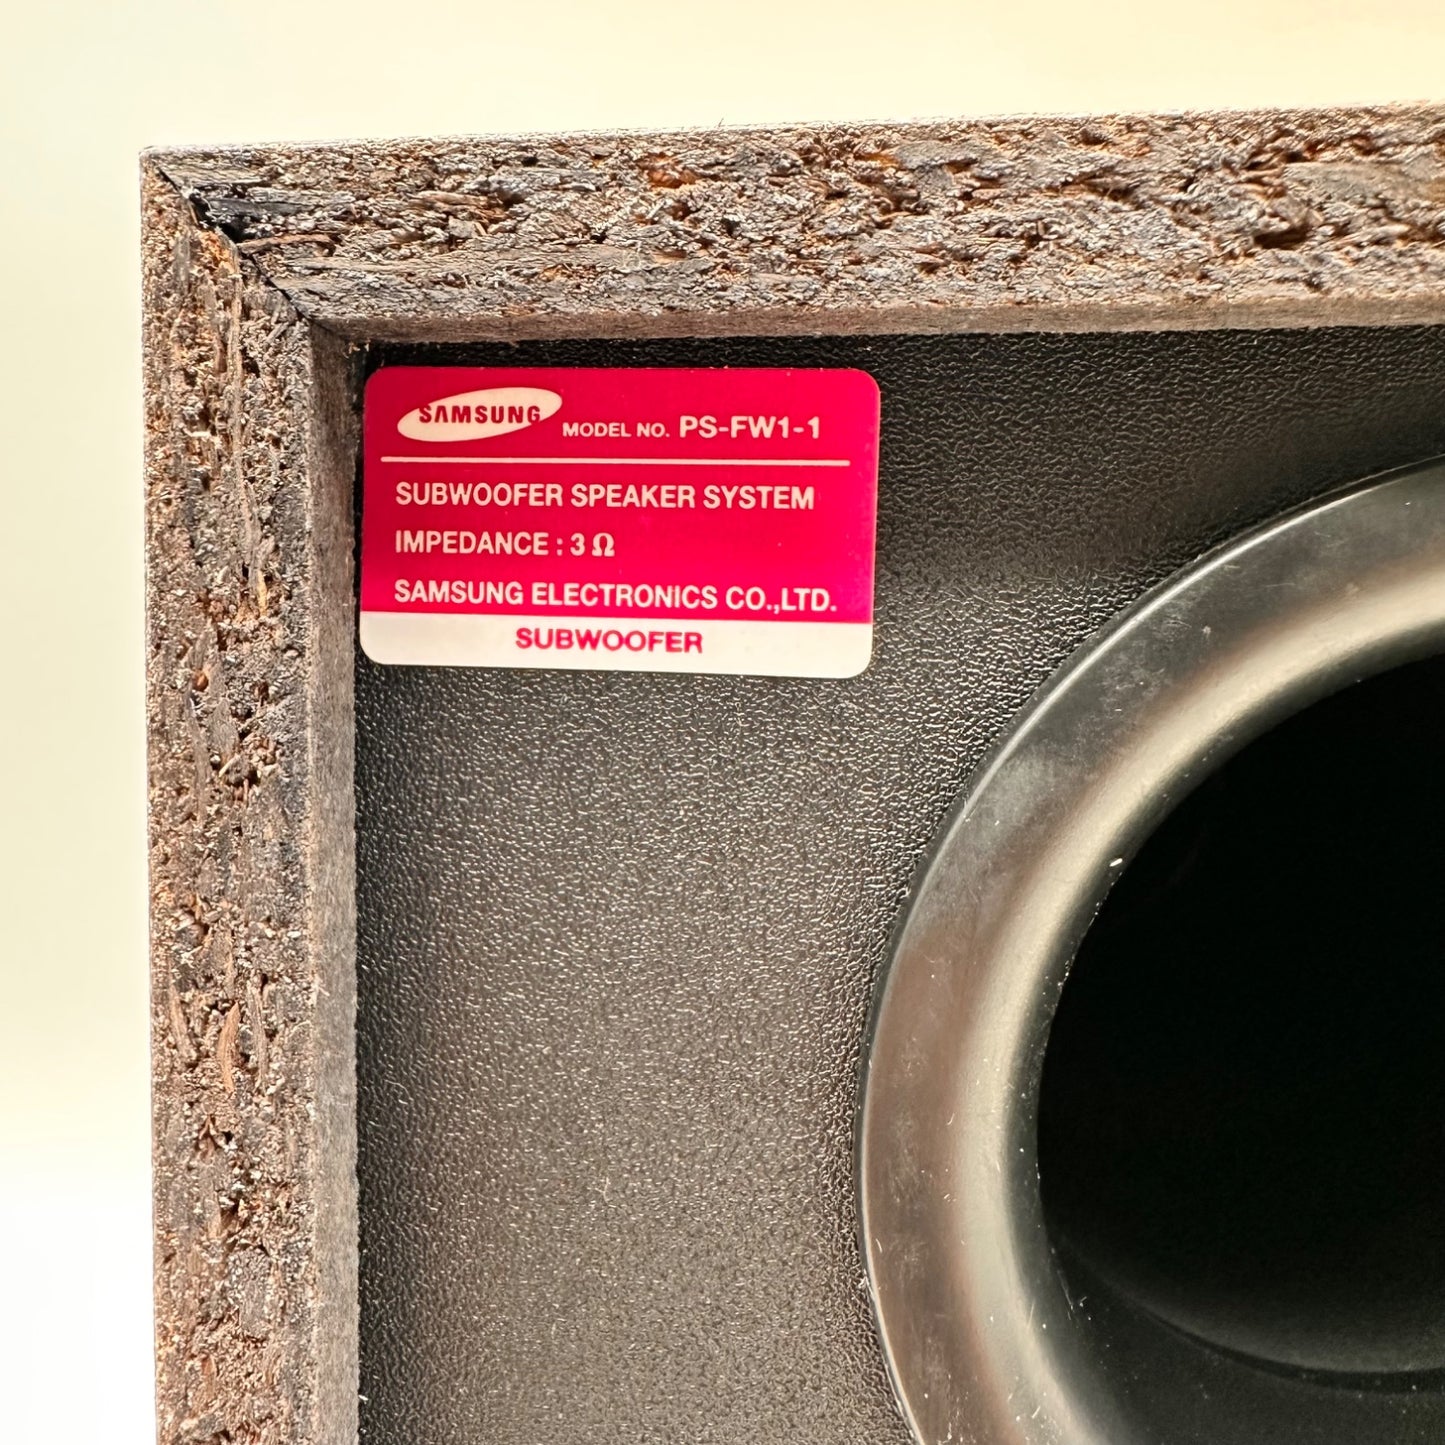 SAMSUNG MODEL NO. PS-FW1-1
SUBWOOFER SPEAKER SYSTEM
IMPEDANCE : 3 Ω
SAMSUNG ELECTRONICS CO.,LTD.
SUBWOOFER